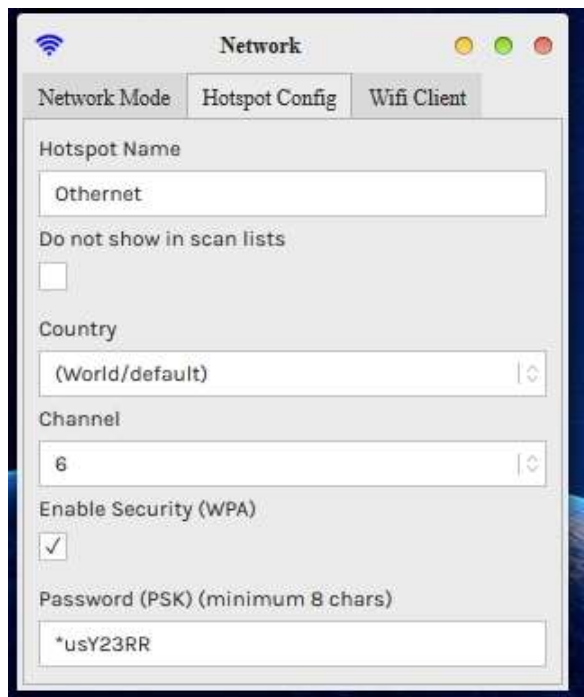 Network
Network Mode Hotspot Config Wifi Client
Hotspot Name
Othernet
Do not show in scan lists
Country
(World/default)
Channel
6
Enable Security (WPA)
Password (PSK) (minimum 8 chars)
*usY23RR